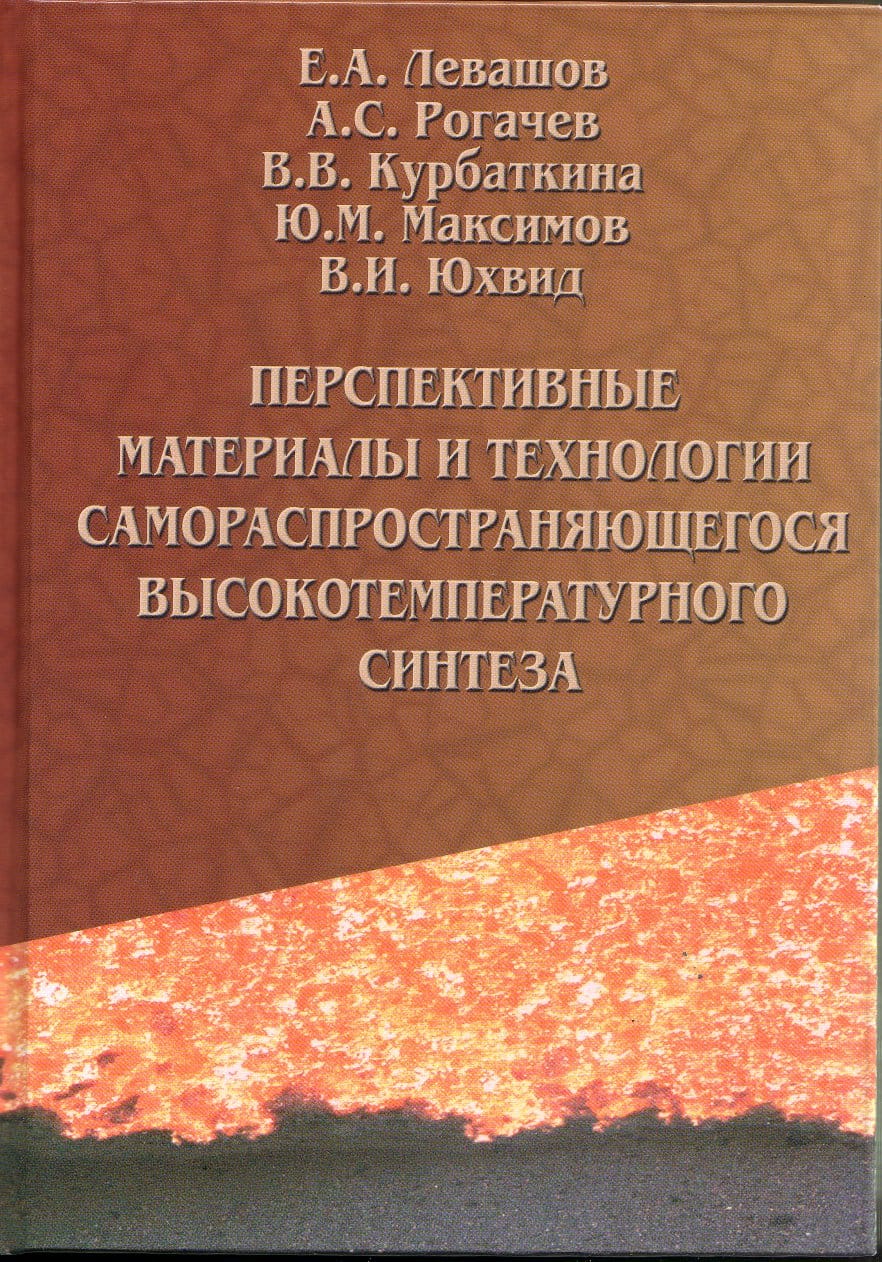 Е.А. Левашов
А.С. Рогачев
В.В. Курбаткина
Ю.М. Максимов
В.И. Юхвид
ПЕРСПЕКТИВНЫЕ
МАТЕРИАЛЫ И ТЕХНОЛОГИИ
САМОРАСПРОСТРАНЯЮЩЕГОСЯ
ВЫСОКОТЕМПЕРАТУРНОГО
СИНТЕЗА